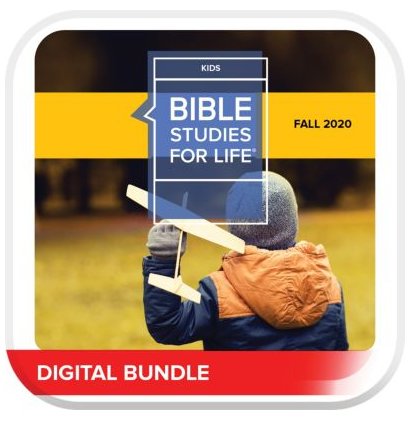 KIDS
BIBLE
STUDIES
FOR LIFE®
FALL 2020
DIGITAL BUNDLE